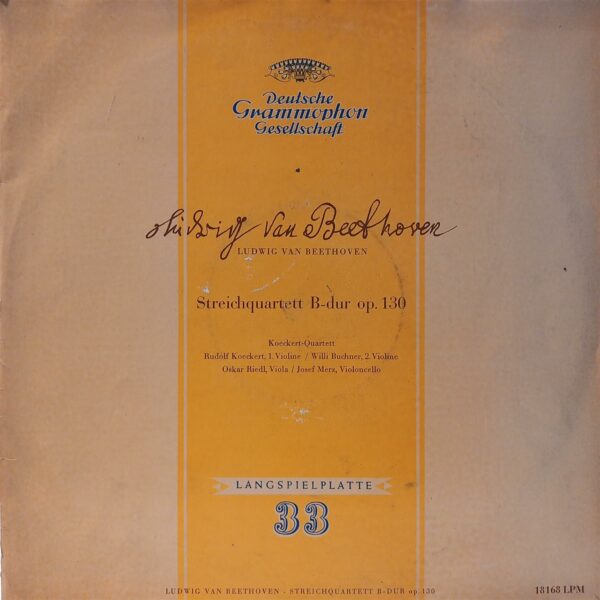 Deutsche
Grammophon
Gesellschaft
Ludwig van Beethoven
LUDWIG VAN BEETHOVEN
Streichquartett B-dur op. 130
Koeckert-Quartett
Rudolf Koeckert, 1. Violine / Willi Buchner, 2. Violine
Oskar Riedl, Viola / Josef Merz, Violoncello
LANGSPIELPLATTE
33
LUDWIG VAN BEETHOVEN - STREICHQUARTETT B-DUR op. 130
18168 LPM